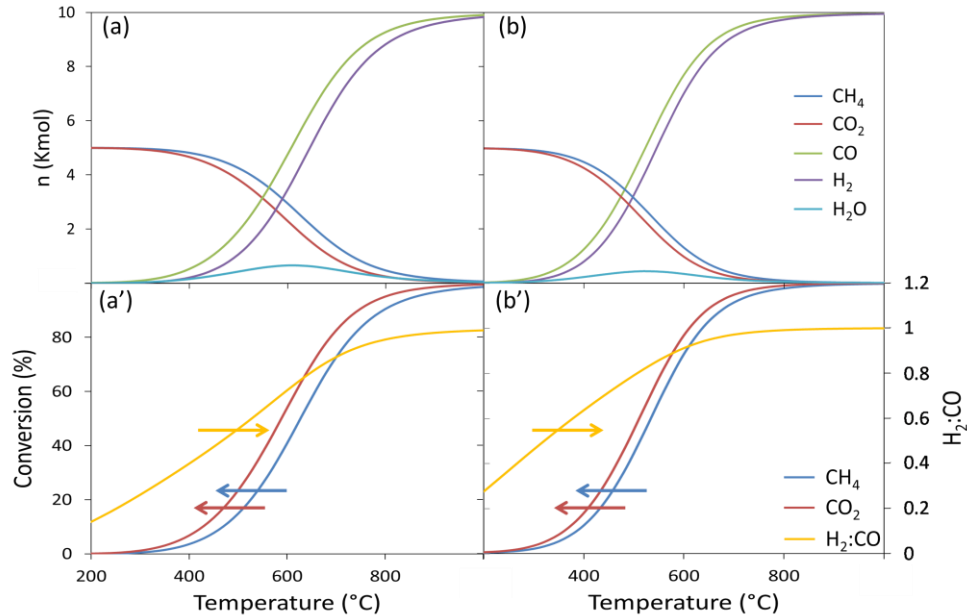 (a)
(b)
10
8
6
4
2
n (Kmol)
CH4
CO2
CO
H2
H2O
(a’)
(b’)
80
60
40
20
0
Conversion (%)
1.2
1
0.8
0.6
0.4
0.2
0
H2:CO
CH4
CO2
H2:CO
200
400
600
800
400
600
800
Temperature (°C)
Temperature (°C)